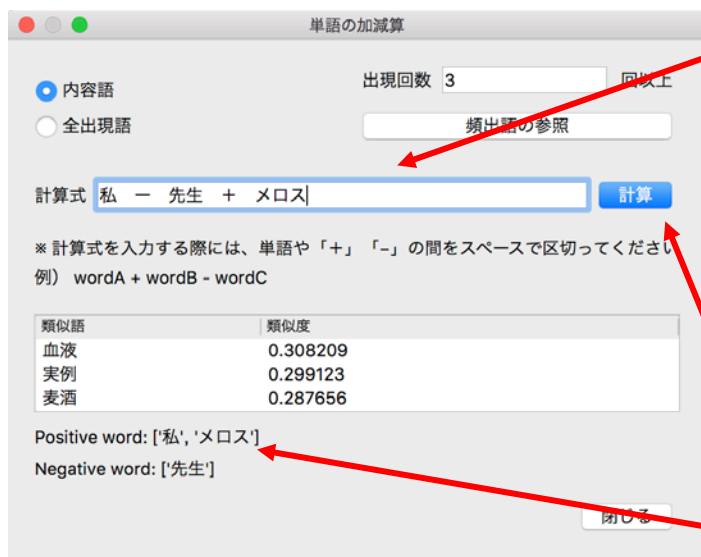 単語の加減算
内容語
出現回数 3 回以上
全出現語
頻出語の参照
計算式 私 ー 先生 ＋ メロス 計算
※ 計算式を入力する際には、単語や「+」「-」の間をスペースで区切ってください
例） wordA + wordB - wordC
類似語 類似度
血液 0.308209
実例 0.299123
麦酒 0.287656
Positive word: ['私', 'メロス']
Negative word: ['先生']
閉じる